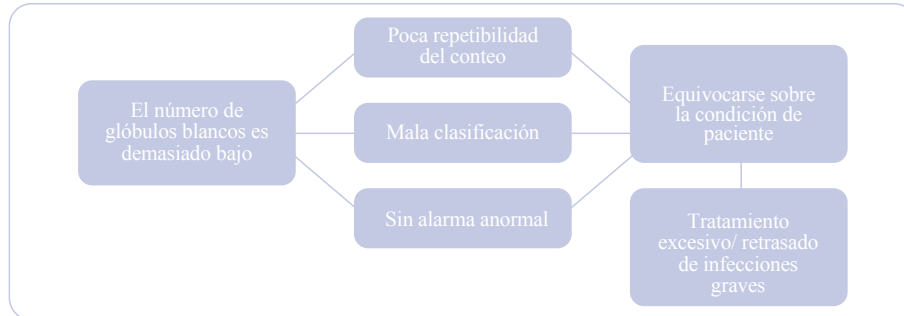 El número de
glóbulos blancos es
demasiado bajo
Poca repetibilidad
del conteo
Mala clasificación
Sin alarma anormal
Equivocarse sobre
la condición de
paciente
Tratamiento
excesivo/ retrasado
de infecciones
graves